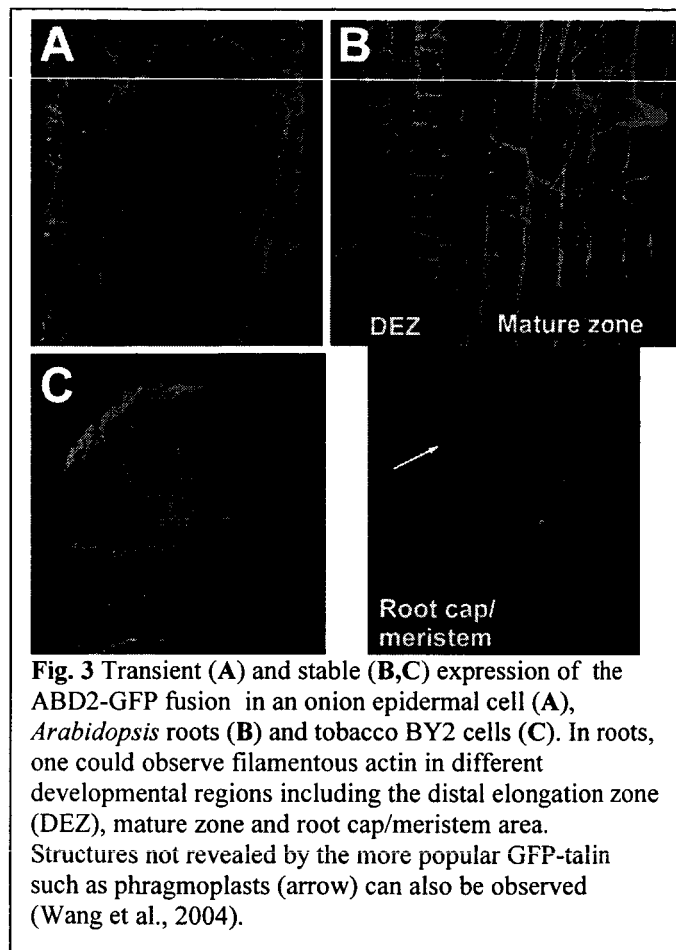 A
B
DEZ
Mature zone
C
Root cap/
meristem
Fig. 3 Transient (A) and stable (B,C) expression of the
ABD2-GFP fusion in an onion epidermal cell (A),
Arabidopsis roots (B) and tobacco BY2 cells (C). In roots,
one could observe filamentous actin in different
developmental regions including the distal elongation zone
(DEZ), mature zone and root cap/meristem area.
Structures not revealed by the more popular GFP-talin
such as phragmoplasts (arrow) can also be observed
(Wang et al., 2004).